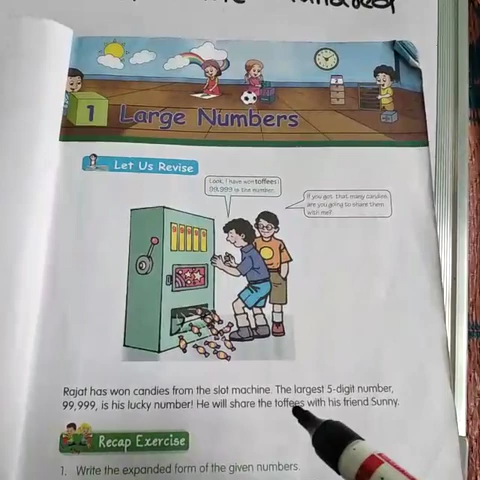 1 Large Numbers
Let Us Revise
Look, I have won toffees!
99,999 is the number.
If you got that many candies,
are you going to share them
with me?
Rajat has won candies from the slot machine. The largest 5-digit number,
99,999, is his lucky number! He will share the toffees with his friend Sunny.
Recap Exercise
1. Write the expanded form of the given numbers.